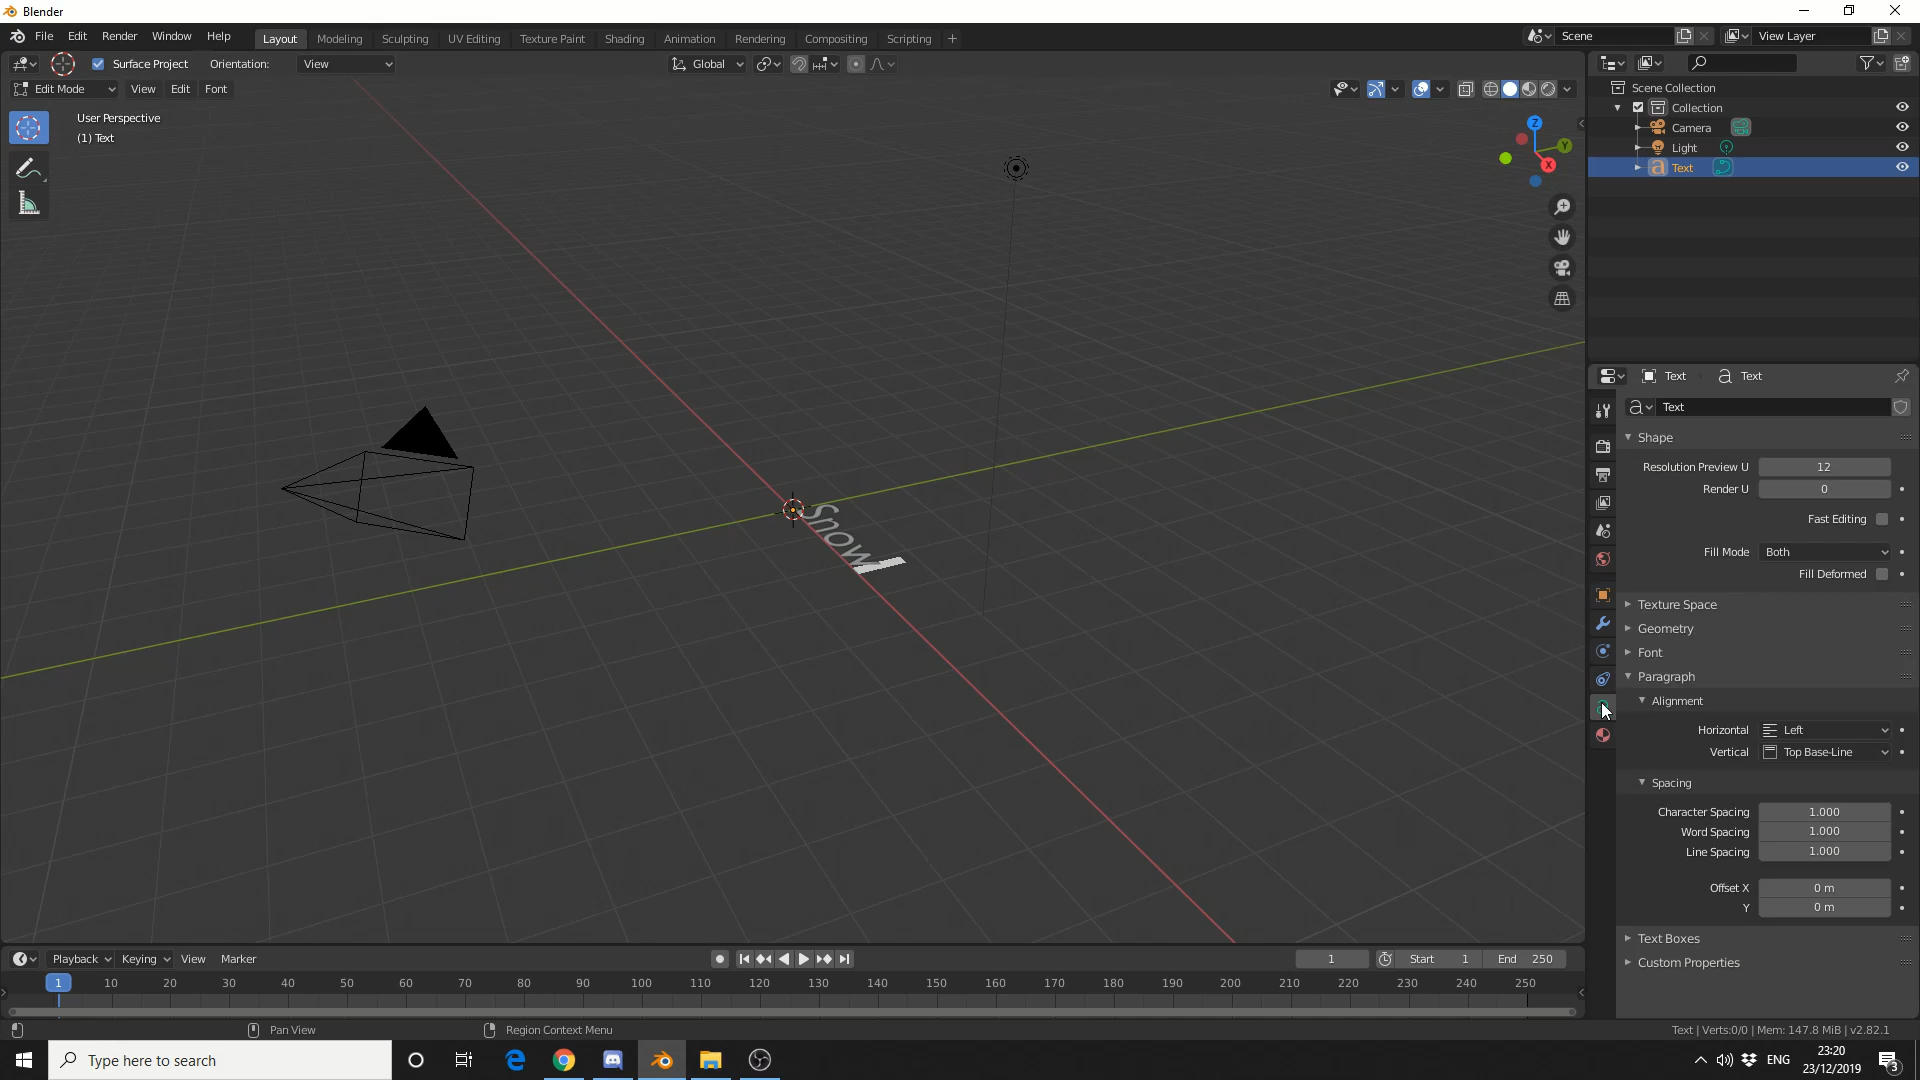 Blender
File Edit Render Window Help Layout Modeling Sculpting UV Editing Texture Paint Shading Animation Rendering Compositing Scripting + Scene View Layer
Surface Project Orientation: View Global
Edit Mode View Edit Font
User Perspective
(1) Text
Z
Y
X
Snow
Scene Collection
Collection
Camera
Light
Text
Text Text
Text
Shape
Resolution Preview U 12
Render U 0
Fast Editing
Fill Mode Both
Fill Deformed
Texture Space
Geometry
Font
Paragraph
Alignment
Horizontal Left
Vertical Top Base-Line
Spacing
Character Spacing 1.000
Word Spacing 1.000
Line Spacing 1.000
Offset X 0 m
Y 0 m
Text Boxes
Custom Properties
Playback Keying View Marker 1 Start 1 End 250
1 10 20 30 40 50 60 70 80 90 100 110 120 130 140 150 160 170 180 190 200 210 220 230 240 250
Pan View Region Context Menu Text | Verts:0/0 | Mem: 147.8 MiB | v2.82.1
Type here to search ENG 23:20
23/12/2019 3